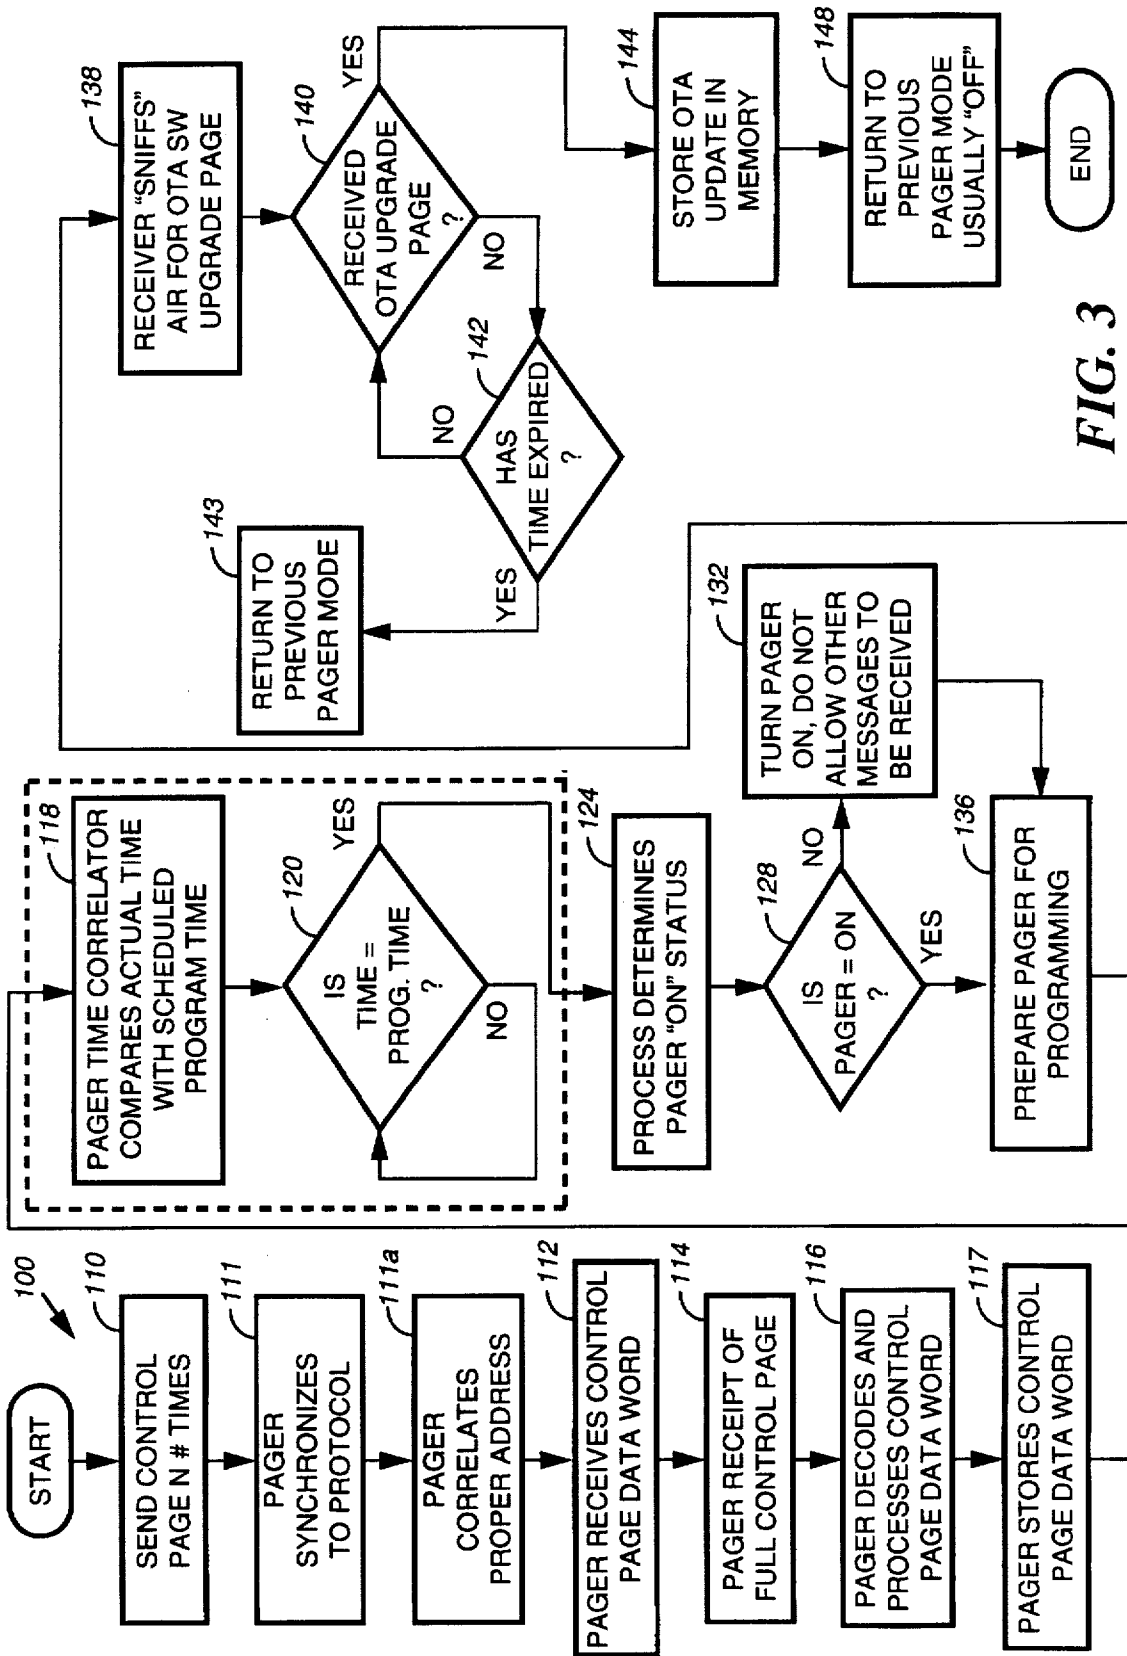 START
100
110
SEND CONTROL
PAGE N # TIMES
111
PAGER
SYNCHRONIZES
TO PROTOCOL
111a
PAGER
CORRELATES
PROPER ADDRESS
112
PAGER RECEIVES CONTROL
PAGE DATA WORD
114
PAGER RECEIPT OF
FULL CONTROL PAGE
116
PAGER DECODES AND
PROCESSES CONTROL
PAGE DATA WORD
117
PAGER STORES CONTROL
PAGE DATA WORD
118
PAGER TIME CORRELATOR
COMPARES ACTUAL TIME
WITH SCHEDULED
PROGRAM TIME
120
IS
TIME =
PROG. TIME
?
YES
NO
124
PROCESS DETERMINES
PAGER "ON" STATUS
128
IS
PAGER = ON
?
NO
YES
132
TURN PAGER
ON, DO NOT
ALLOW OTHER
MESSAGES TO
BE RECEIVED
136
PREPARE PAGER FOR
PROGRAMMING
138
RECEIVER "SNIFFS"
AIR FOR OTA SW
UPGRADE PAGE
140
RECEIVED
OTA UPGRADE
PAGE
?
YES
NO
142
HAS
TIME EXPIRED
?
NO
YES
143
RETURN TO
PREVIOUS
PAGER MODE
144
STORE OTA
UPDATE IN
MEMORY
148
RETURN TO
PREVIOUS
PAGER MODE
USUALLY "OFF"
END
FIG. 3